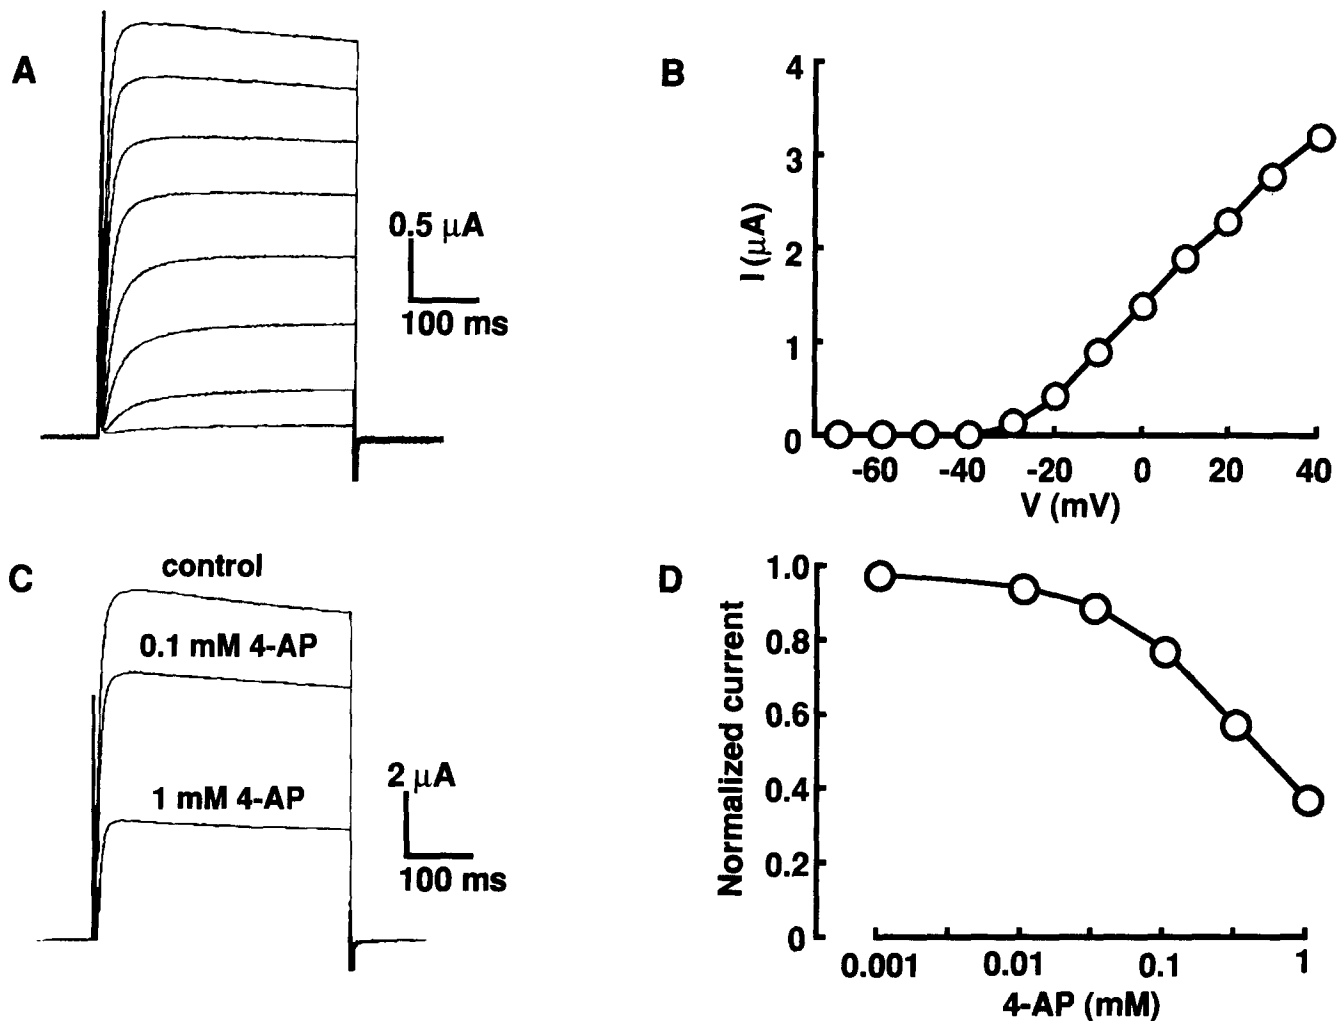 A
0.5 μA
100 ms
B
4
3
2
1
0
I (μA)
-60 -40 -20 0 20 40
V (mV)
C
control
0.1 mM 4-AP
1 mM 4-AP
2 μA
100 ms
D
1.0
0.8
0.6
0.4
0.2
0
Normalized current
0.001 0.01 0.1 1
4-AP (mM)